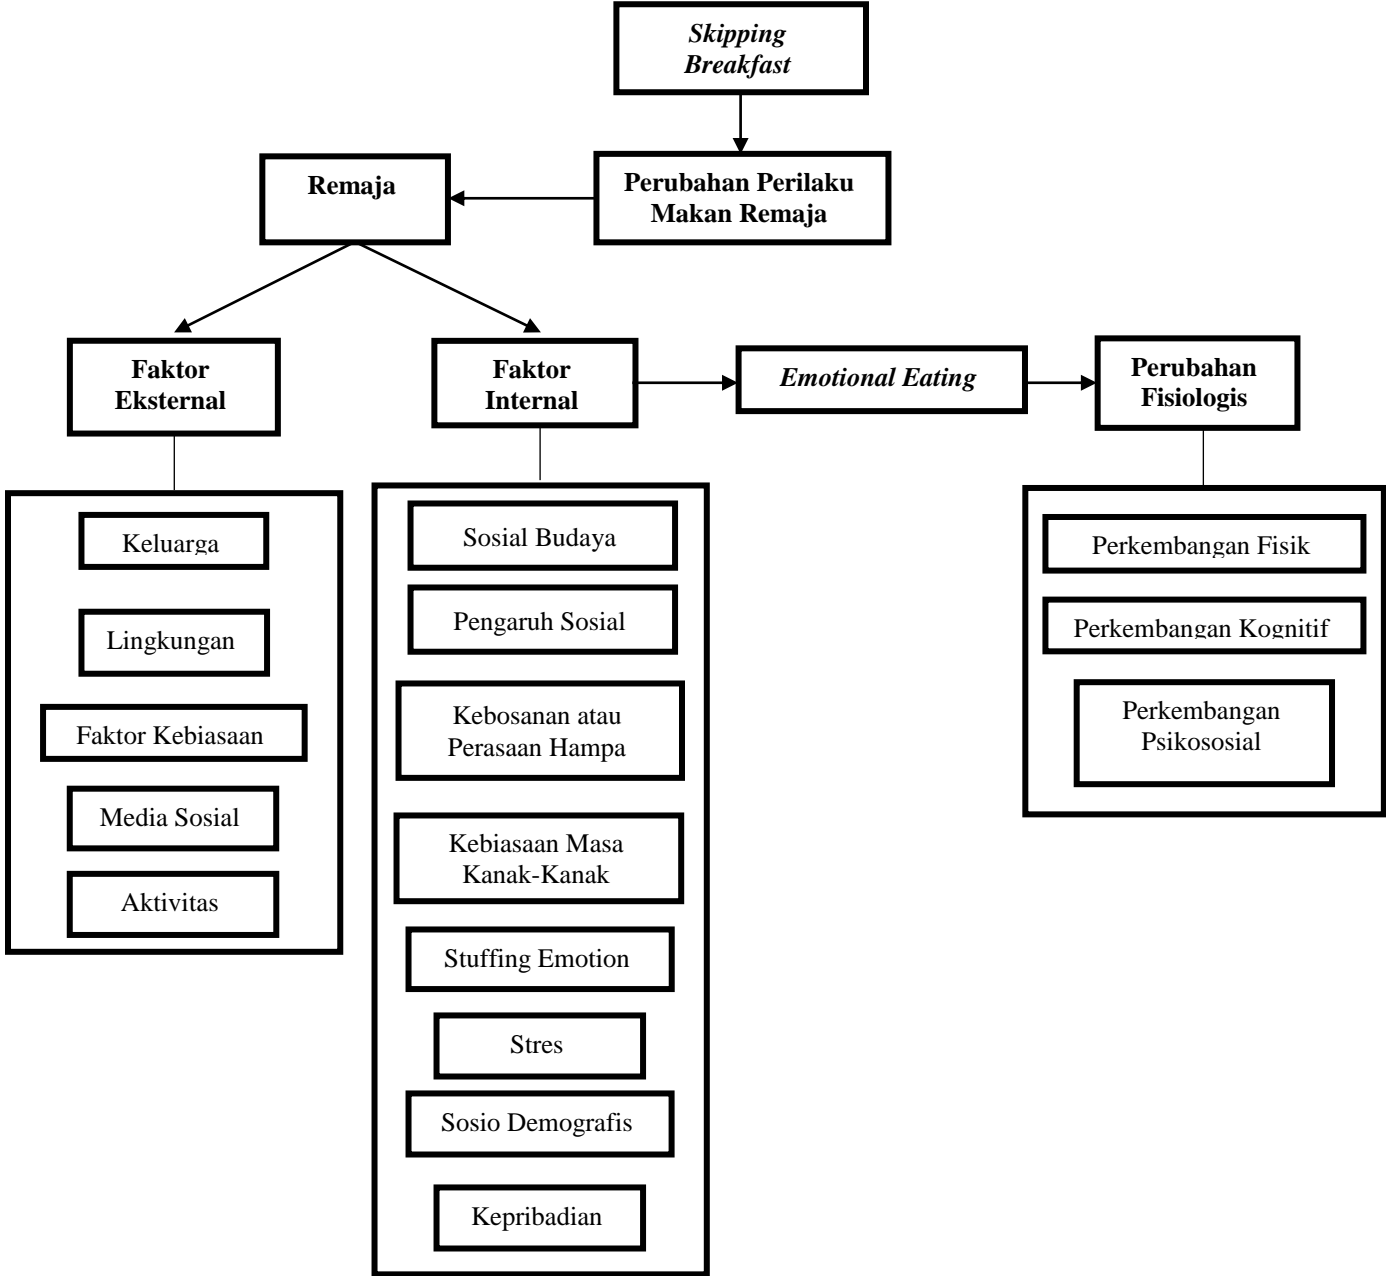 Skipping
Breakfast
Remaja
Perubahan Perilaku
Makan Remaja
Faktor
Eksternal
Faktor
Internal
Emotional Eating
Perubahan
Fisiologis
Keluarga
Lingkungan
Faktor Kebiasaan
Media Sosial
Aktivitas
Sosial Budaya
Pengaruh Sosial
Kebosanan atau
Perasaan Hampa
Kebiasaan Masa
Kanak-Kanak
Stuffing Emotion
Stres
Sosio Demografis
Kepribadian
Perkembangan Fisik
Perkembangan Kognitif
Perkembangan
Psikososial